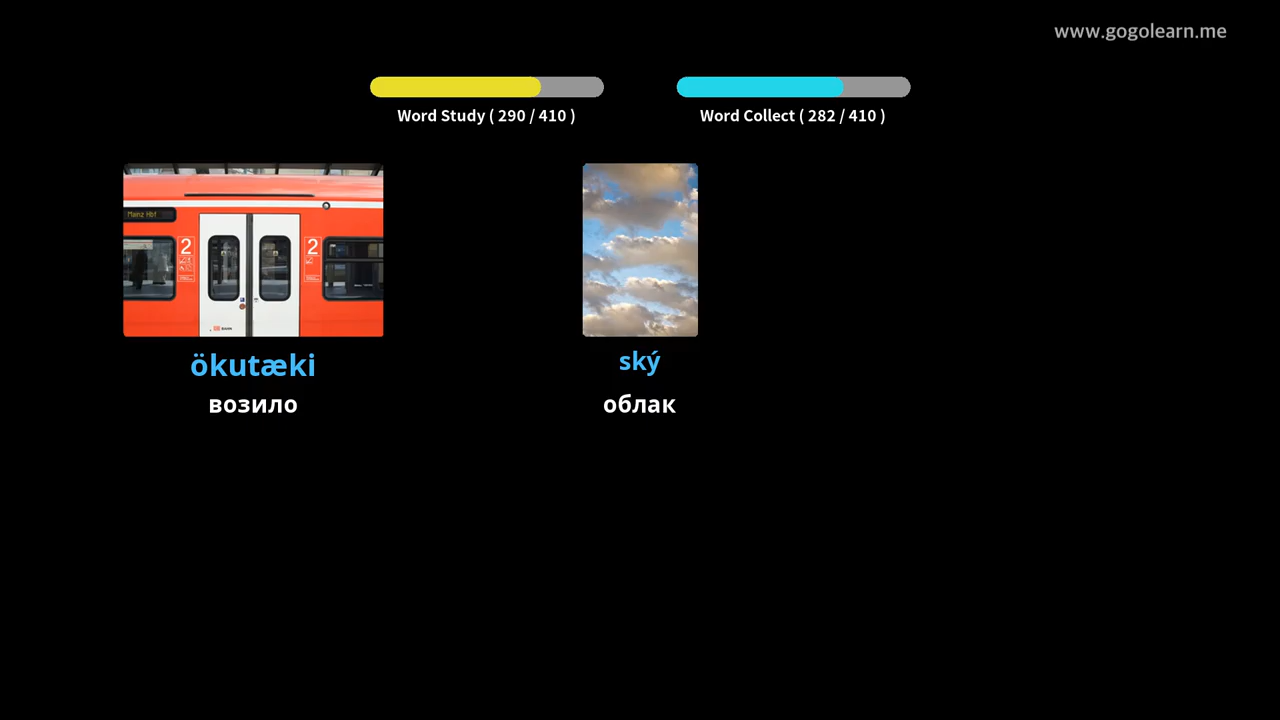 www.gogolearn.me
Word Study ( 290 / 410 )
Word Collect ( 282 / 410 )
Mainz Hbf
2
2
ökutæki
возило
ský
облак